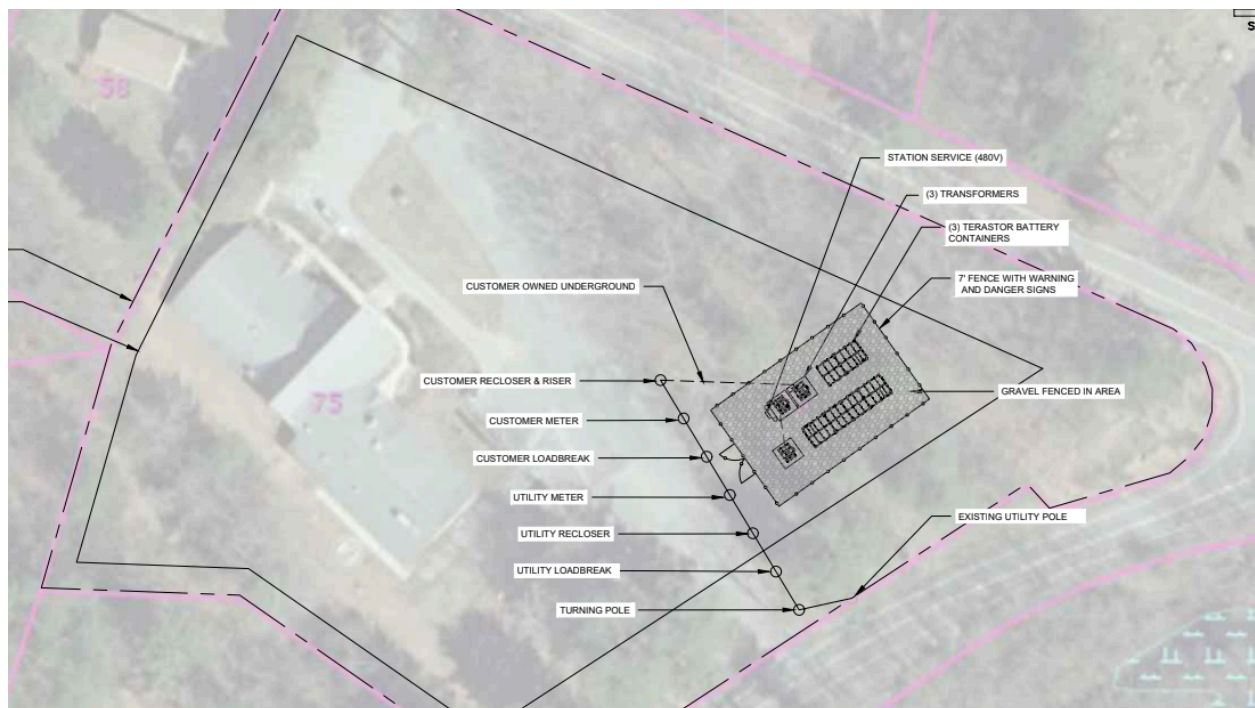 S
58
STATION SERVICE (480V)
(3) TRANSFORMERS
(3) TERASTOR BATTERY
CONTAINERS
7' FENCE WITH WARNING
AND DANGER SIGNS
CUSTOMER OWNED UNDERGROUND
CUSTOMER RECLOSER & RISER
GRAVEL FENCED IN AREA
75
CUSTOMER METER
CUSTOMER LOADBREAK
UTILITY METER
EXISTING UTILITY POLE
UTILITY RECLOSER
UTILITY LOADBREAK
TURNING POLE